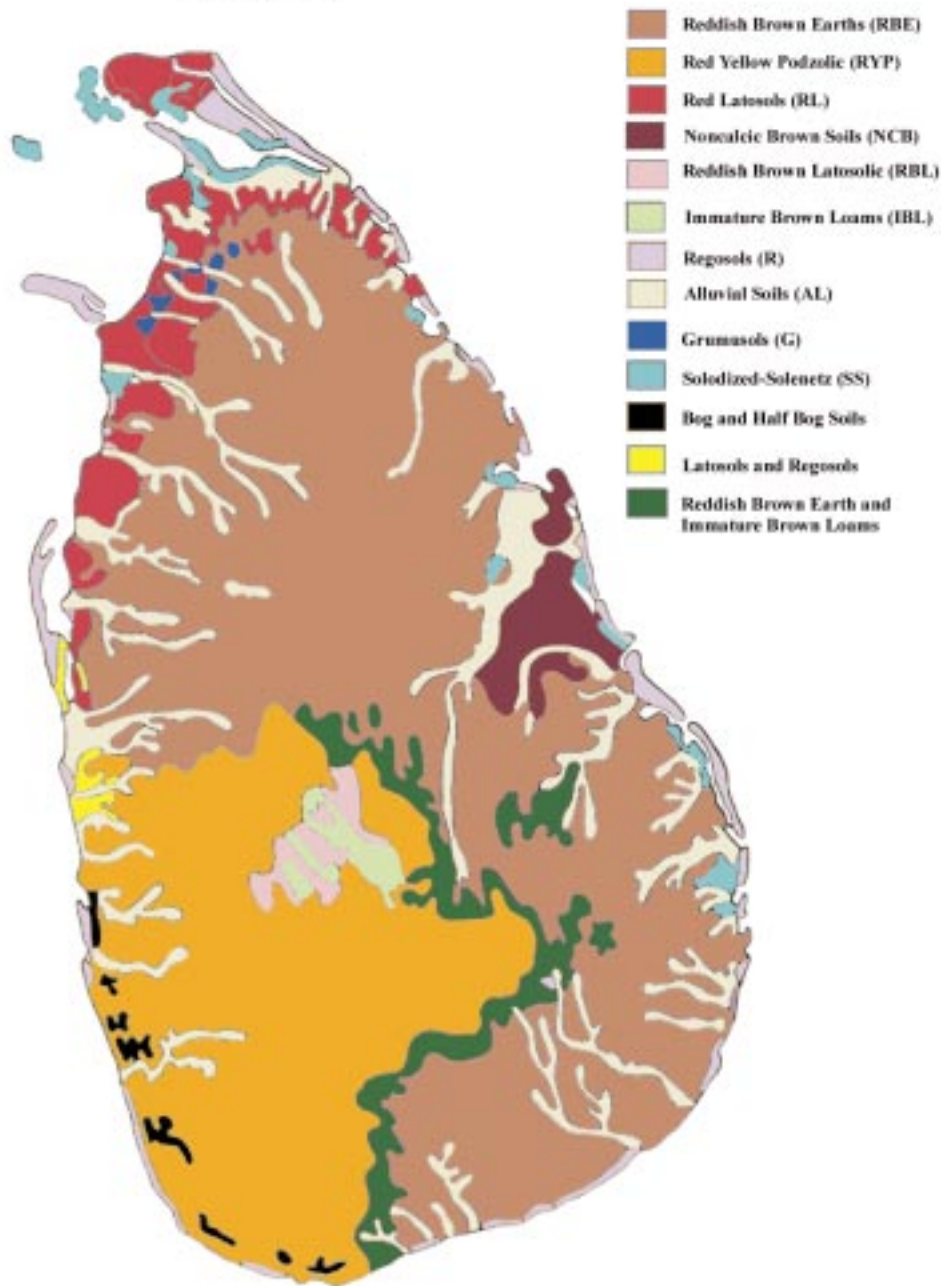 Reddish Brown Earths (RBE)
Red Yellow Podzolic (RYP)
Red Latosols (RL)
Noncalcic Brown Soils (NCB)
Reddish Brown Latosolic (RBL)
Immature Brown Loams (IBL)
Regosols (R)
Alluvial Soils (AL)
Grumusols (G)
Solodized-Solenetz (SS)
Bog and Half Bog Soils
Latosols and Regosols
Reddish Brown Earth and
Immature Brown Loams